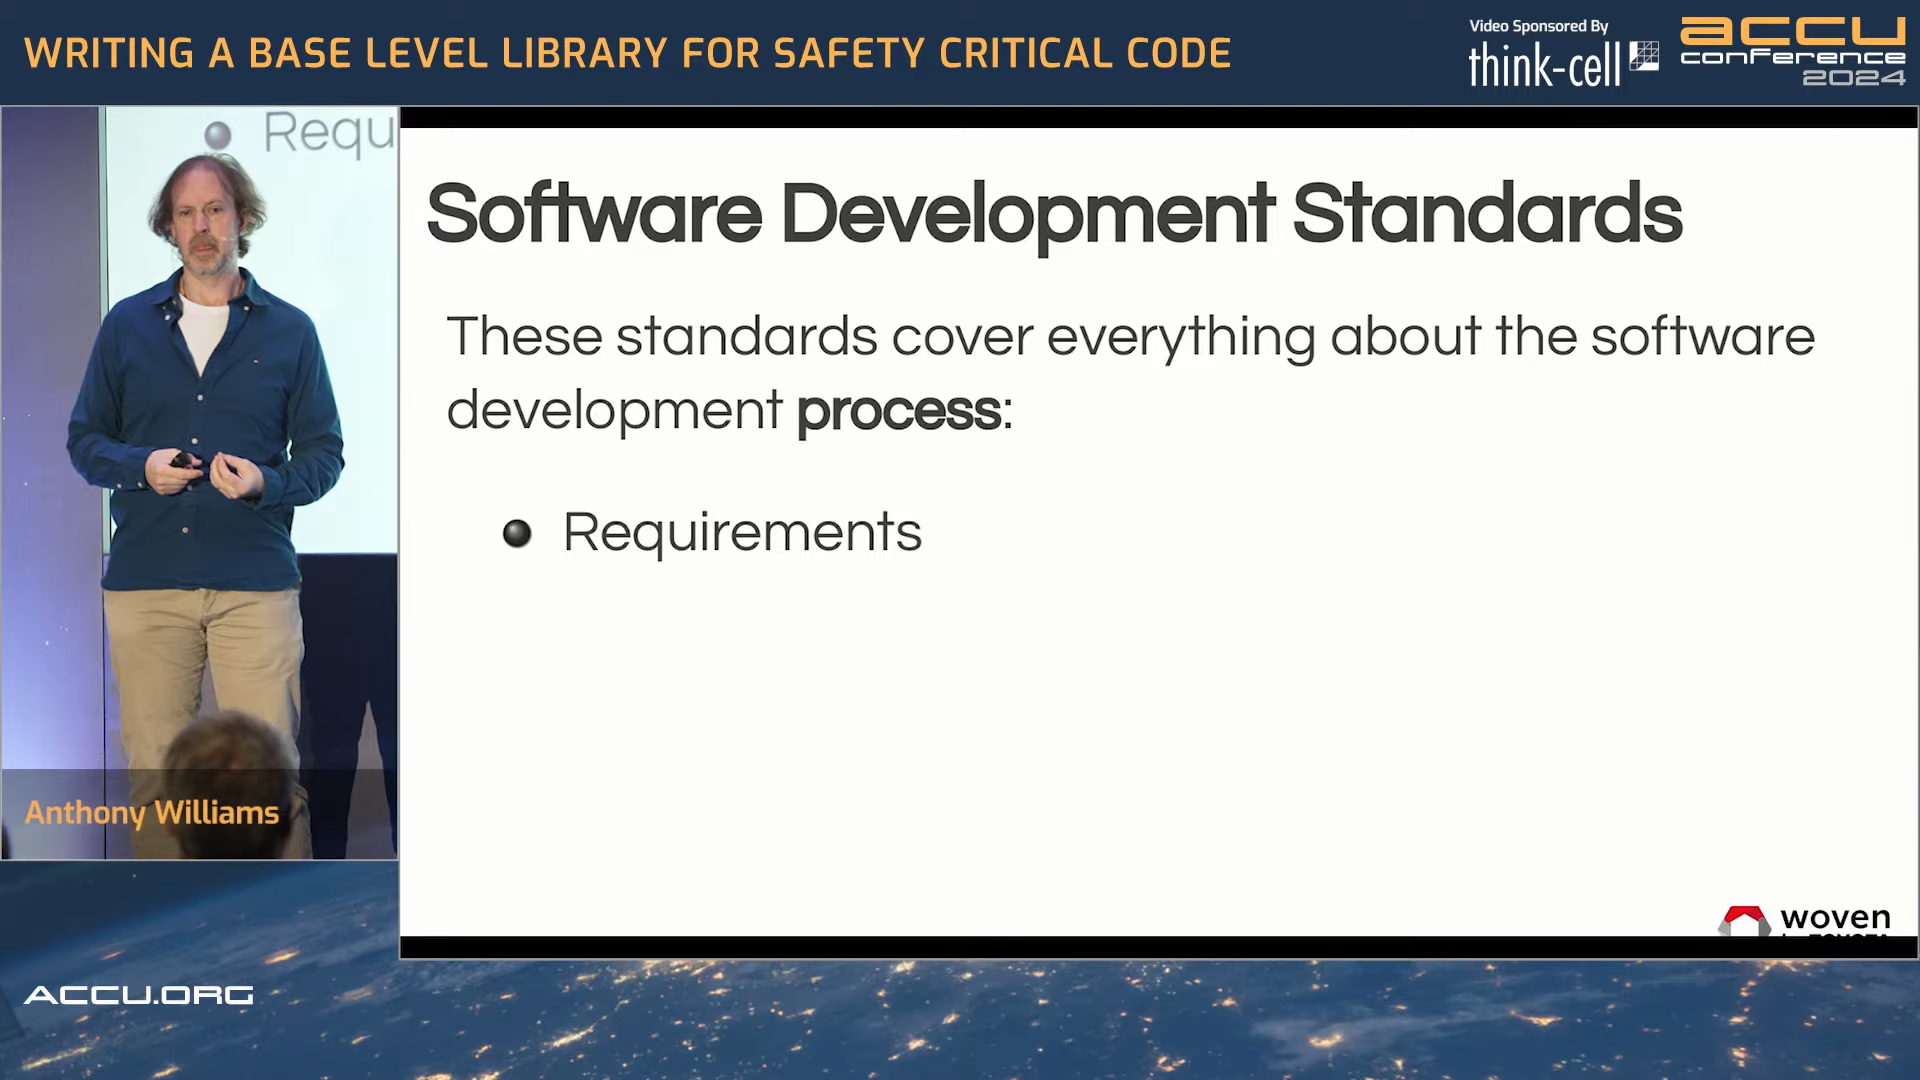 WRITING A BASE LEVEL LIBRARY FOR SAFETY CRITICAL CODE
Video Sponsored By
think-cell
accu
conference
2024
Requ
Software Development Standards
These standards cover everything about the software
development process:
Requirements
Anthony Williams
woven
ACCU.ORG